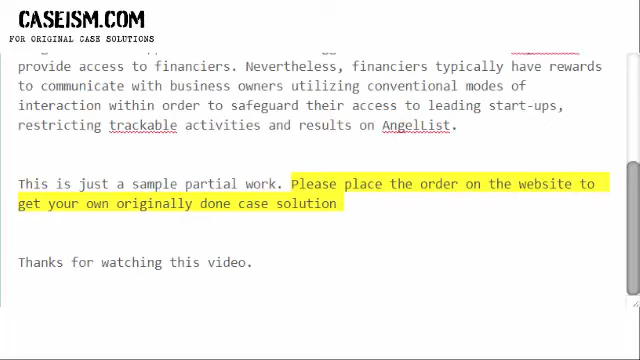 CASEISM.COM
FOR ORIGINAL CASE SOLUTIONS
provide access to financiers. Nevertheless, financiers typically have rewards
to communicate with business owners utilizing conventional modes of
interaction within order to safeguard their access to leading start-ups,
restricting trackable activities and results on AngelList.
This is just a sample partial work. Please place the order on the website to
get your own originally done case solution
Thanks for watching this video.